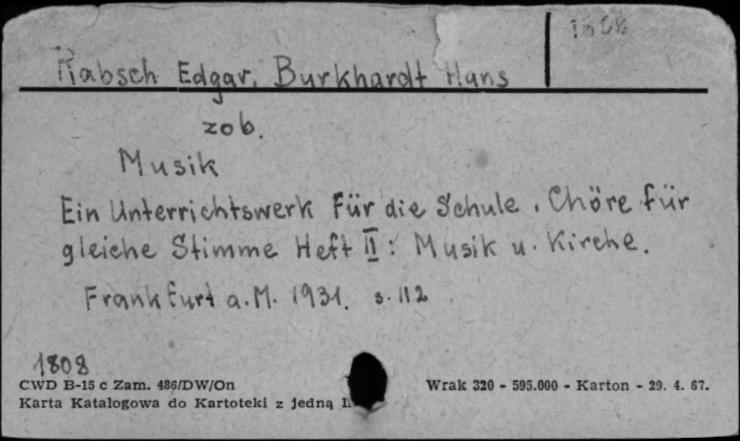 1808
Rabsch Edgar, Burkhardt Hans
zob.
Musik
Ein Unterrichtswerk für die Schule. Chöre für
gleiche Stimme Heft II: Musik u. Kirche.
Frankfurt a.M. 1931. s. 112
1808
CWD B-15 c Zam. 486/DW/On Wrak 320 - 595.000 - Karton - 29. 4. 67.
Karta Katalogowa do Kartoteki z jedną